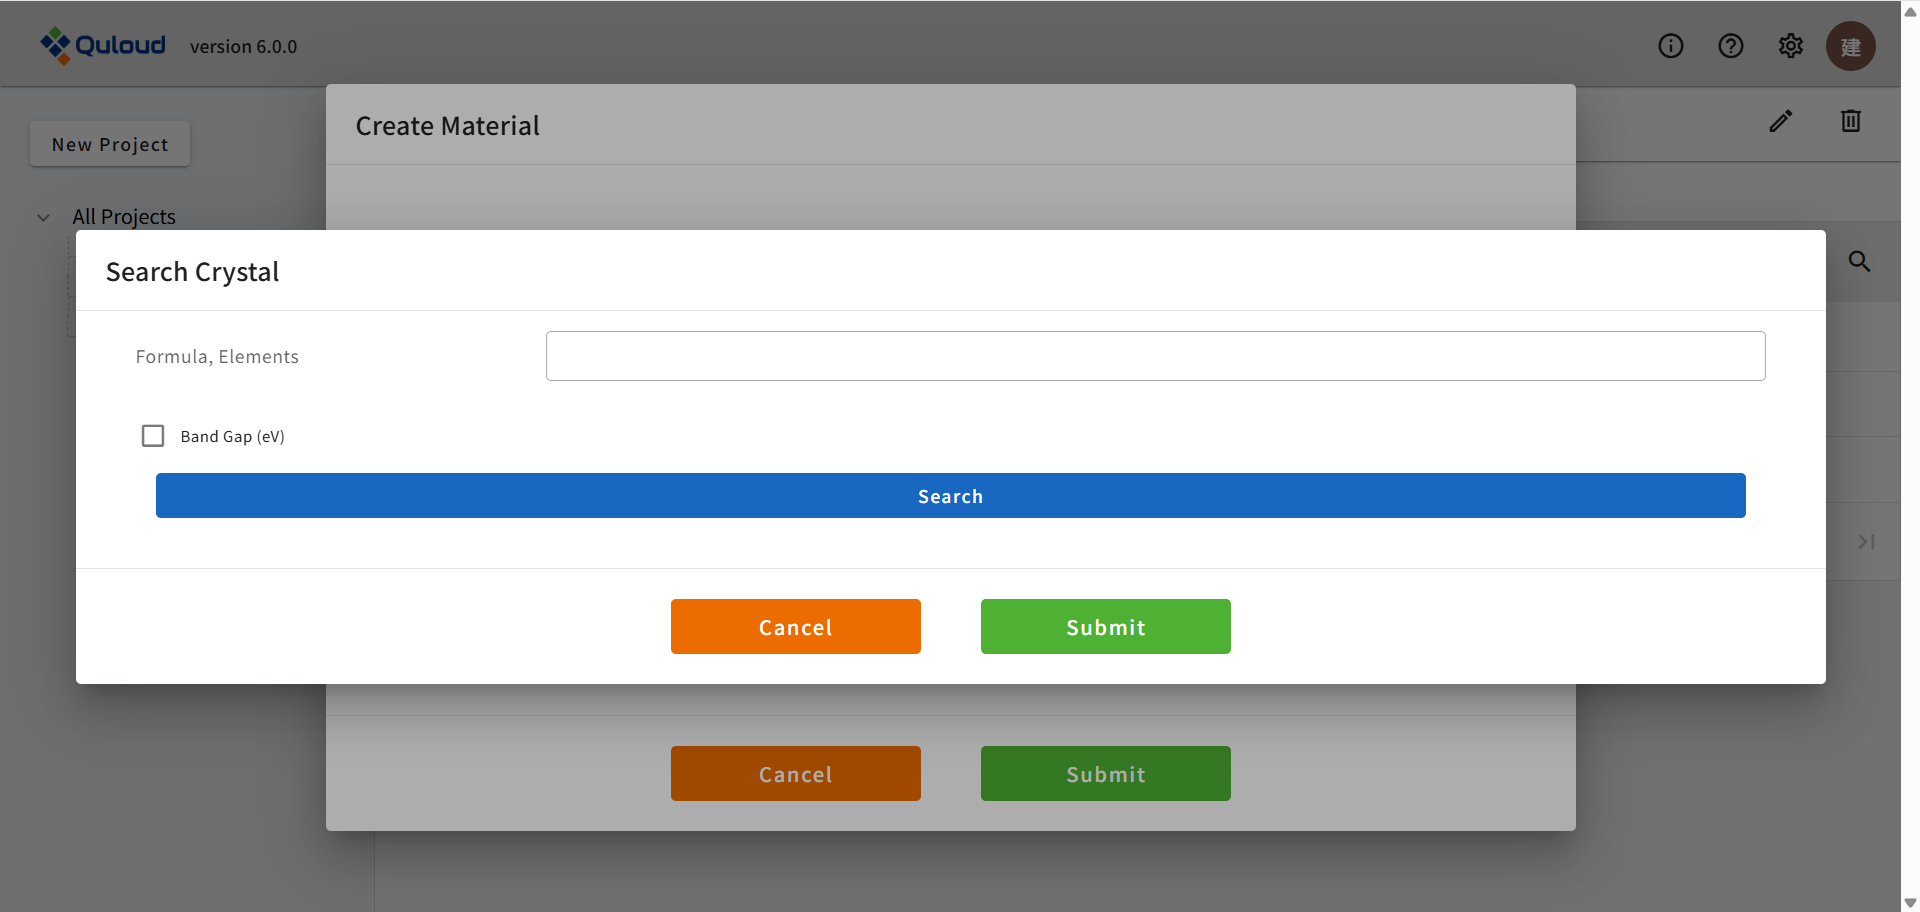 Quloud version 6.0.0
建
New Project
Create Material
All Projects
Search Crystal
Formula, Elements
Band Gap (eV)
Search
Cancel Submit
Cancel Submit